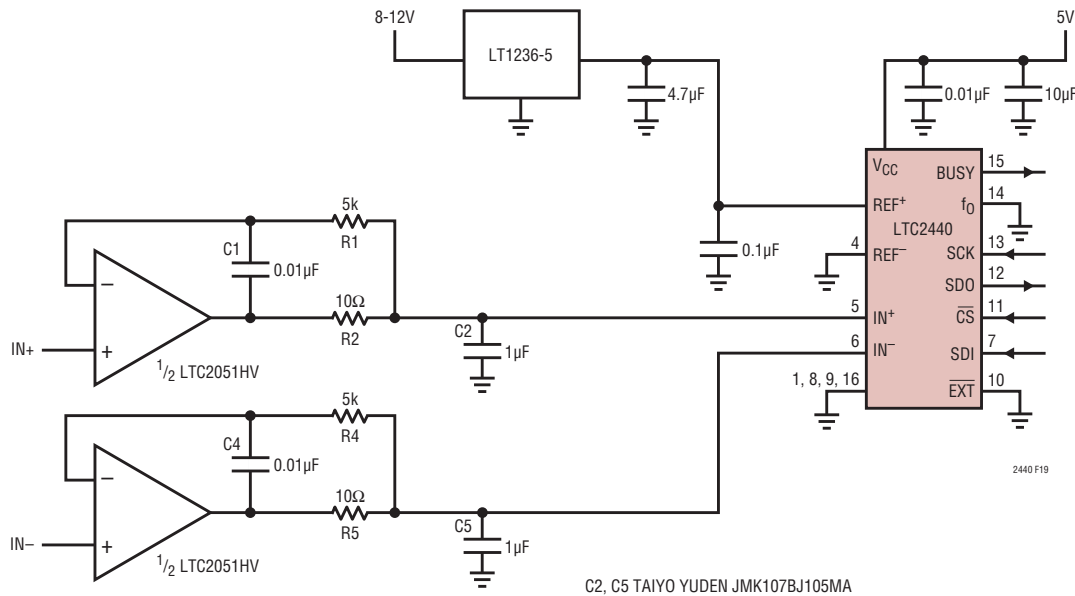 8-12V
5V
LT1236-5
4.7µF
0.01µF
10µF
VCC
BUSY
15
REF+
fO
14
LTC2440
4
REF−
SCK
13
0.1µF
SDO
12
5
IN+
CS
11
6
IN−
SDI
7
1, 8, 9, 16
EXT
10
5k
R1
C1
0.01µF
−
10Ω
R2
C2
1µF
IN+
+
1/2 LTC2051HV
5k
R4
C4
0.01µF
−
10Ω
R5
C5
1µF
IN−
+
1/2 LTC2051HV
2440 F19
C2, C5 TAIYO YUDEN JMK107BJ105MA